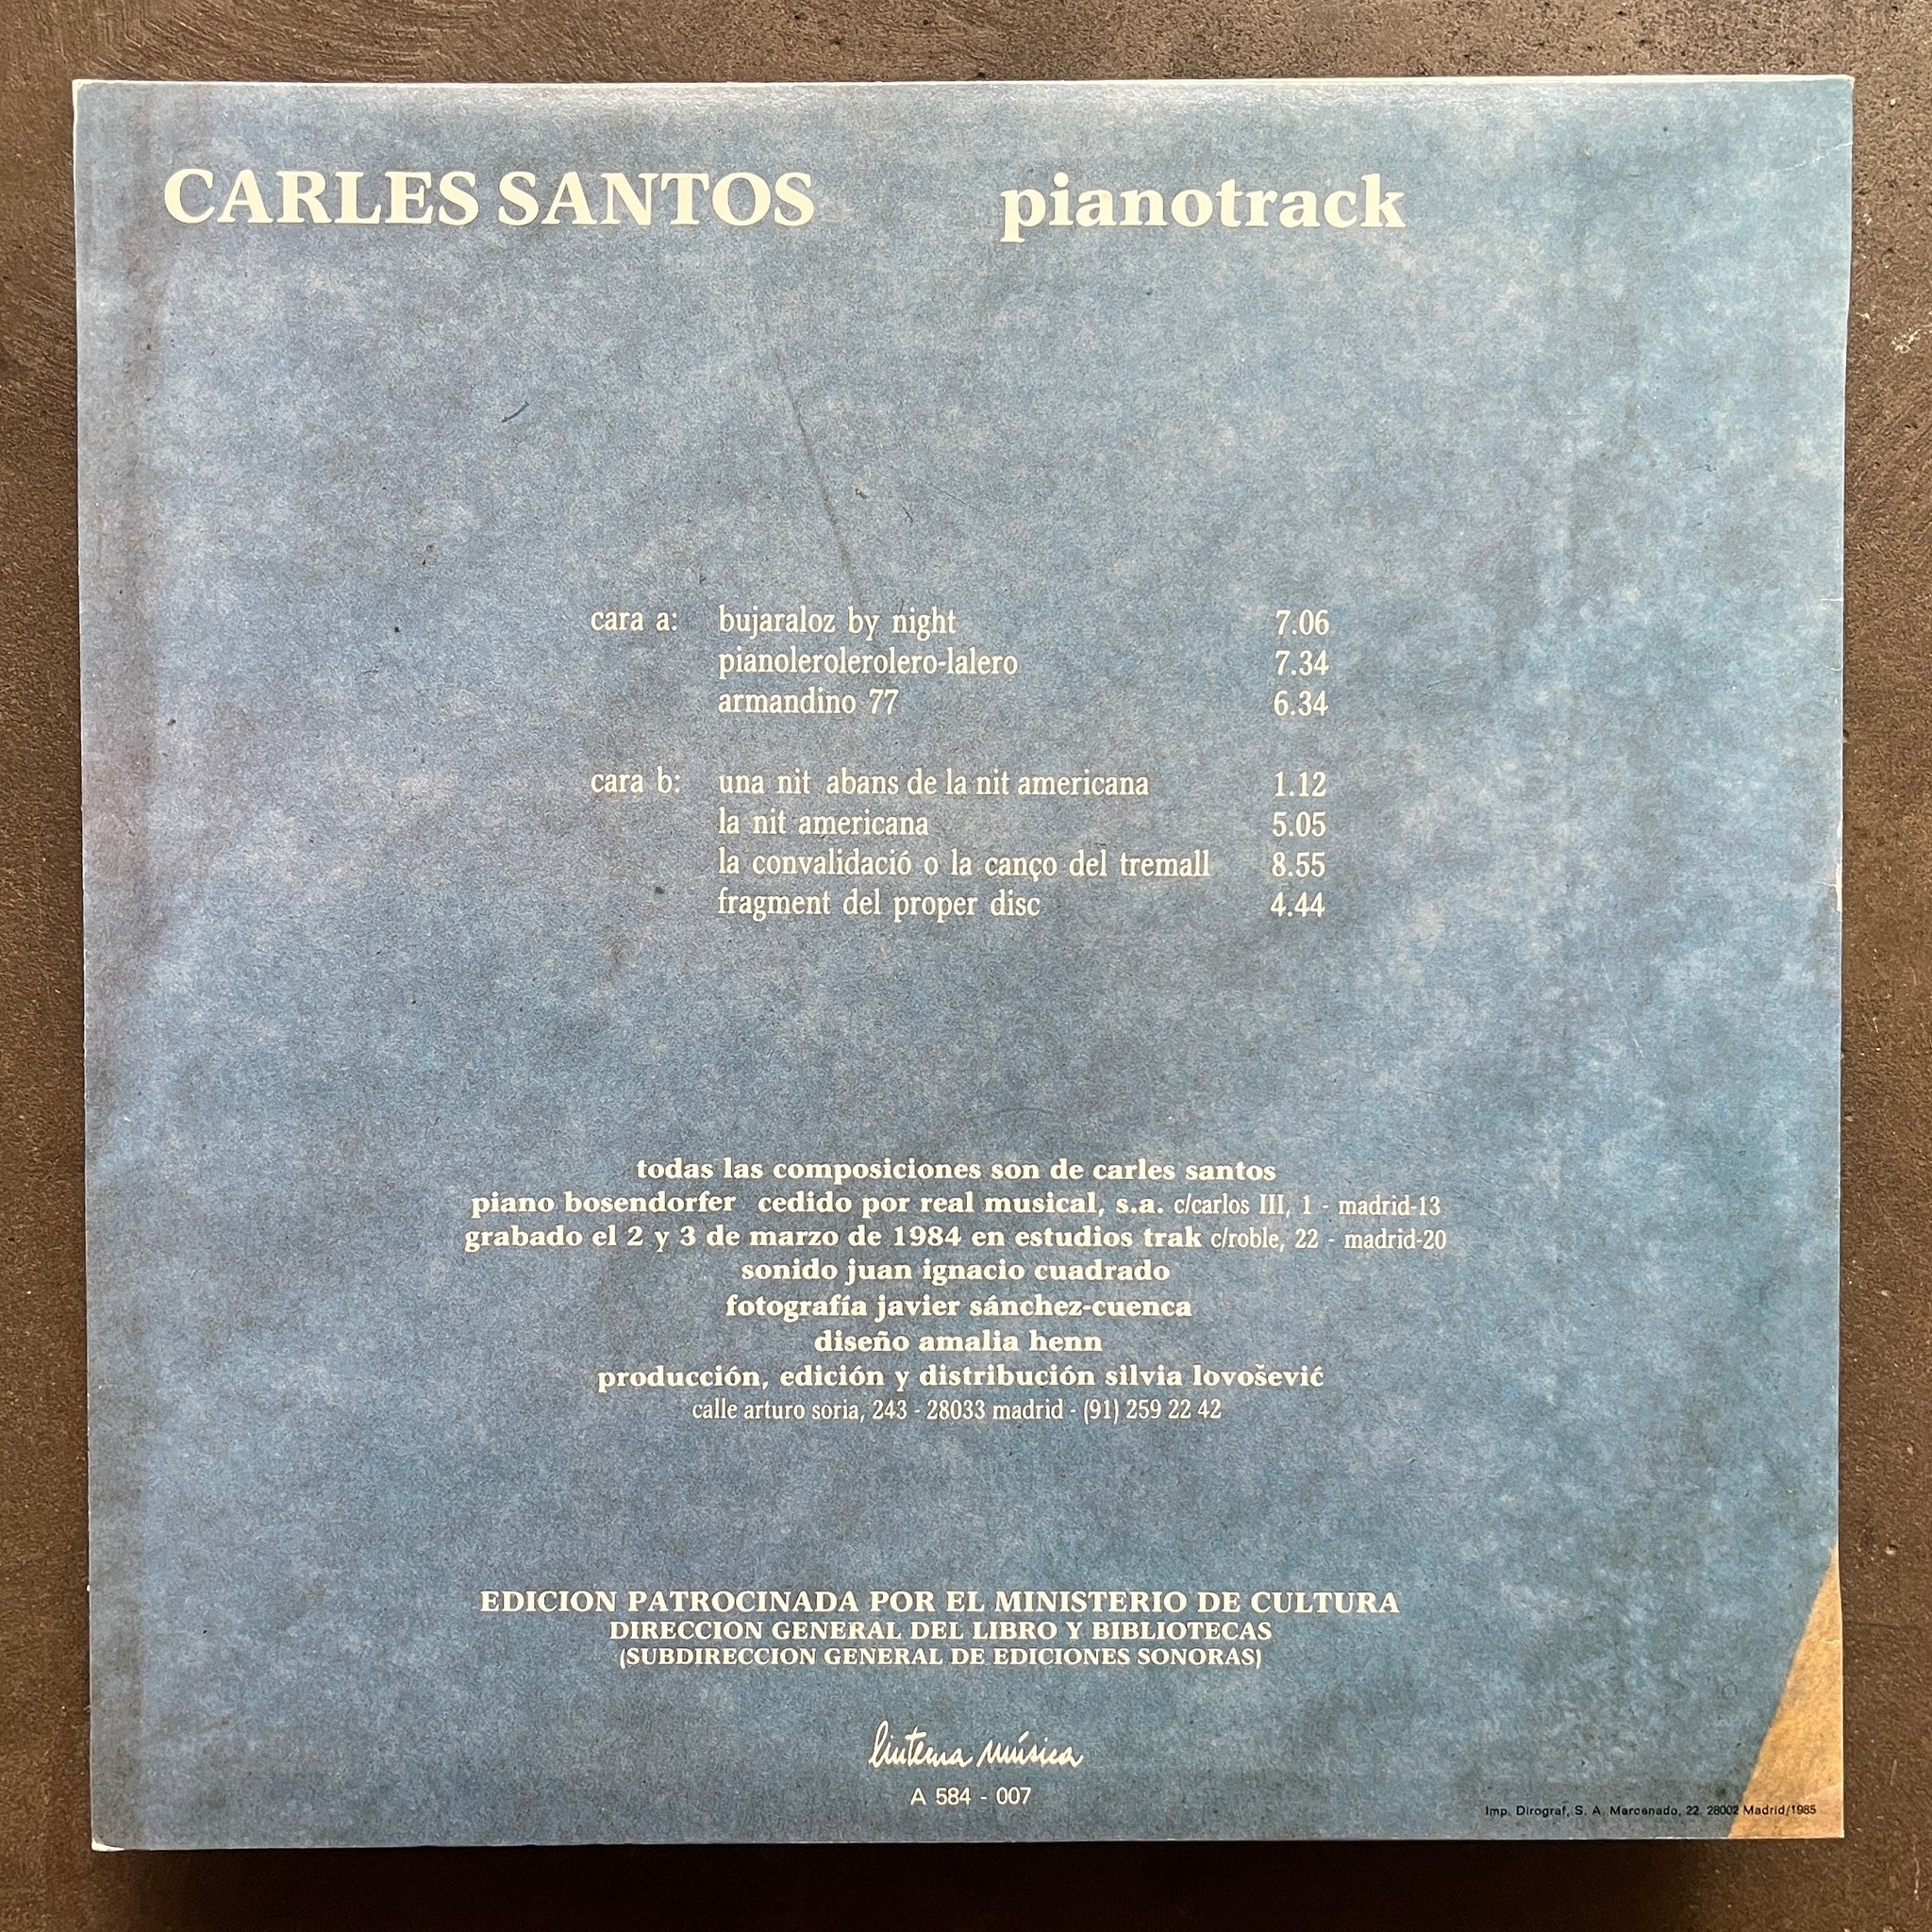 CARLES SANTOS pianotrack
cara a: bujaraloz by night 7.06
pianolerolerolero-lalero 7.34
armandino 77 6.34
cara b: una nit abans de la nit americana 1.12
la nit americana 5.05
la convalidació o la canço del tremall 8.55
fragment del proper disc 4.44
todas las composiciones son de carles santos
piano bosendorfer cedido por real musical, s.a. c/carlos III, 1 - madrid-13
grabado el 2 y 3 de marzo de 1984 en estudios trak c/roble, 22 - madrid-20
sonido juan ignacio cuadrado
fotografía javier sánchez-cuenca
diseño amalia henn
producción, edición y distribución silvia lovošević
calle arturo soria, 243 - 28033 madrid - (91) 259 22 42
EDICION PATROCINADA POR EL MINISTERIO DE CULTURA
DIRECCION GENERAL DEL LIBRO Y BIBLIOTECAS
(SUBDIRECCION GENERAL DE EDICIONES SONORAS)
linterna música
A 584 - 007
Imp. Dirograf, S. A. Marcenado, 22. 28002 Madrid/1985